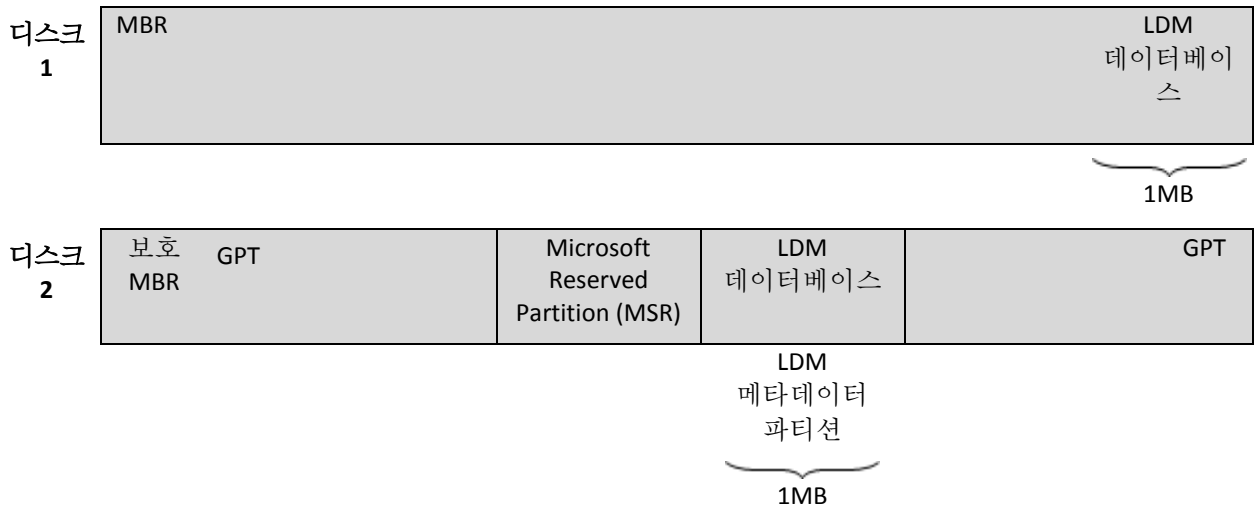 디스크
1
MBR
LDM
데이터베이
스
1MB
디스크
2
보호
MBR
GPT
Microsoft
Reserved
Partition (MSR)
LDM
데이터베이스
GPT
LDM
메타데이터
파티션
1MB